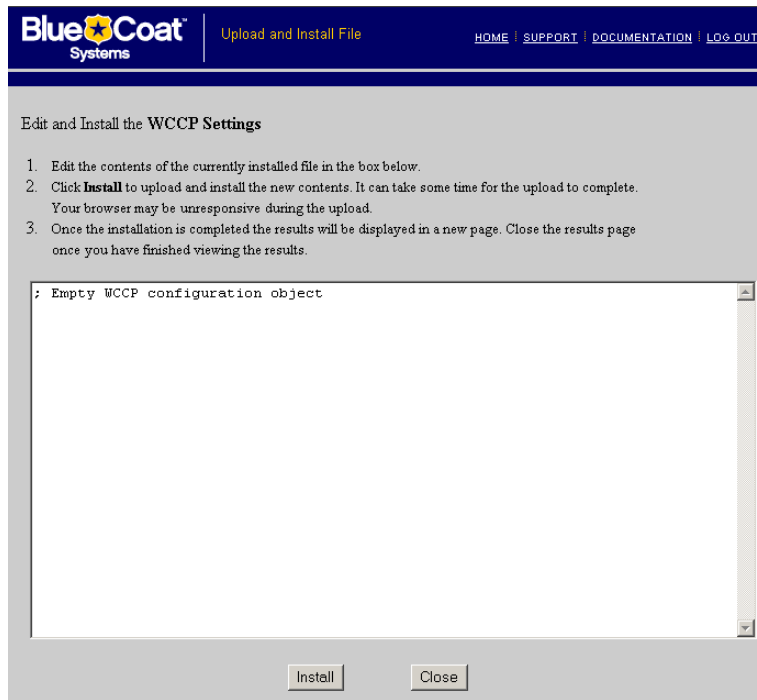 Blue Coat™
Systems
Upload and Install File
HOME SUPPORT DOCUMENTATION LOG OUT
Edit and Install the WCCP Settings
1. Edit the contents of the currently installed file in the box below.
2. Click Install to upload and install the new contents. It can take some time for the upload to complete.
Your browser may be unresponsive during the upload.
3. Once the installation is completed the results will be displayed in a new page. Close the results page
once you have finished viewing the results.
; Empty WCCP configuration object
Install Close